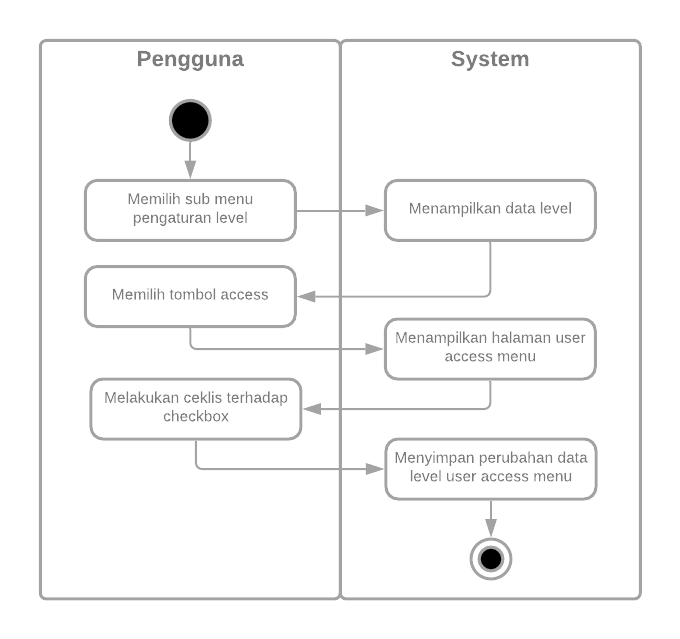 Pengguna
System
Memilih sub menu
pengaturan level
Menampilkan data level
Memilih tombol access
Menampilkan halaman user
access menu
Melakukan ceklis terhadap
checkbox
Menyimpan perubahan data
level user access menu